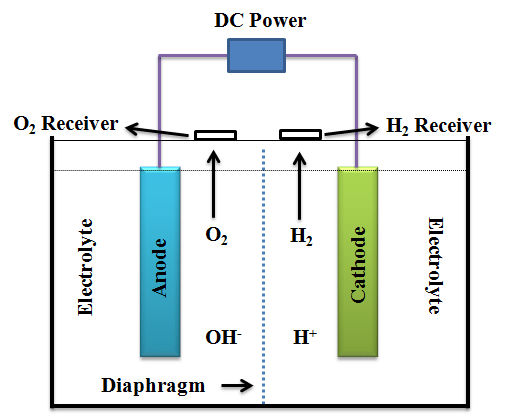 DC Power
O₂ Receiver
H₂ Receiver
Electrolyte
Anode
O₂
H₂
Cathode
Electrolyte
OH⁻
H⁺
Diaphragm